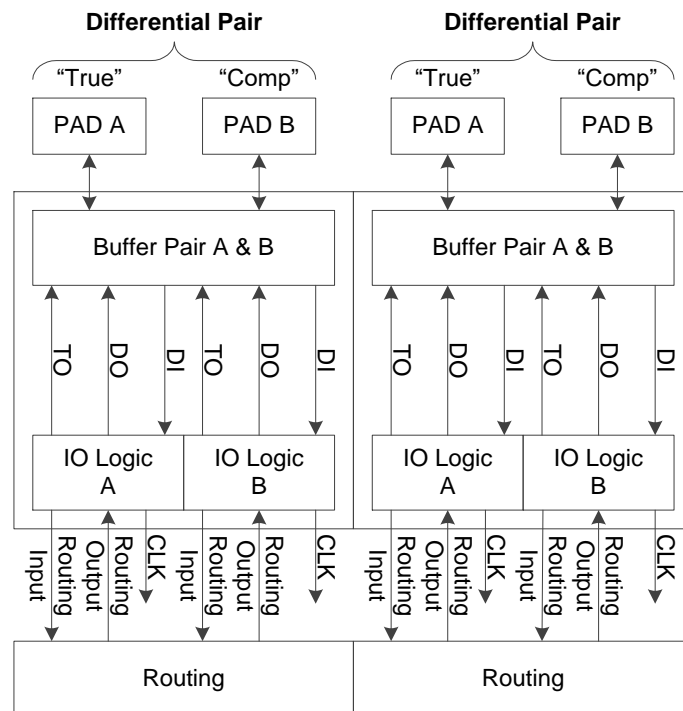 Differential Pair Differential Pair
“True” “Comp” “True” “Comp”
PAD A PAD B PAD A PAD B
Buffer Pair A & B Buffer Pair A & B
TO DO DI TO DO DI TO DO DI TO DO DI
IO Logic IO Logic IO Logic IO Logic
A B A B
Routing Input Routing Output CLK Routing Input Routing Output CLK Routing Input Routing Output CLK Routing Input Routing Output CLK
Routing Routing